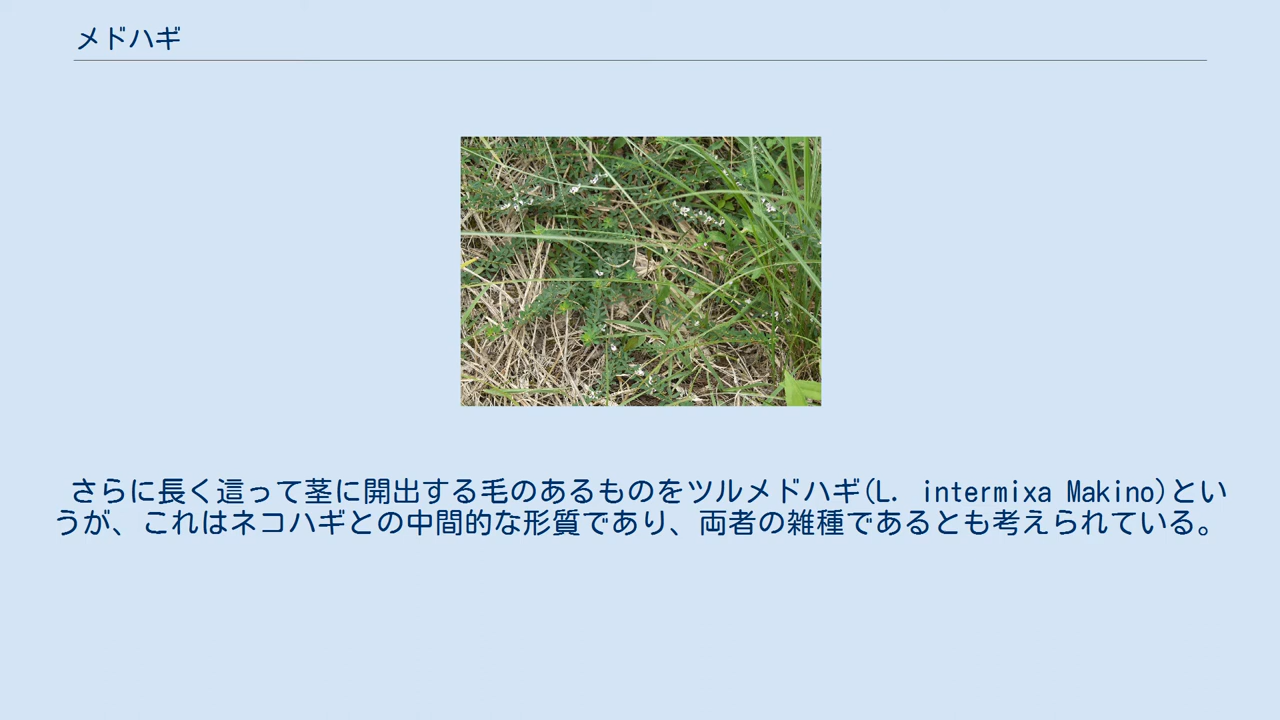 メドハギ
さらに長く這って茎に開出する毛のあるものをツルメドハギ(L. intermixa Makino)とい
うが、これはネコハギとの中間的な形質であり、両者の雑種であるとも考えられている。